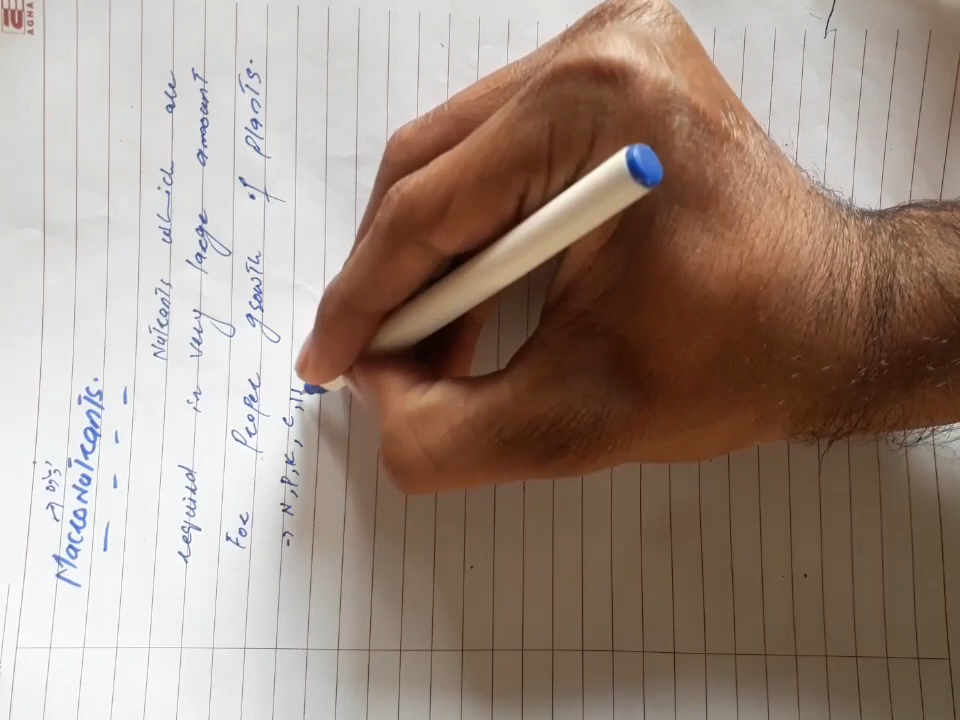 MacroNutrients.
Nutrients which are
required in very large amount
For Proper growth of plants.
→ N, P, K, C, H